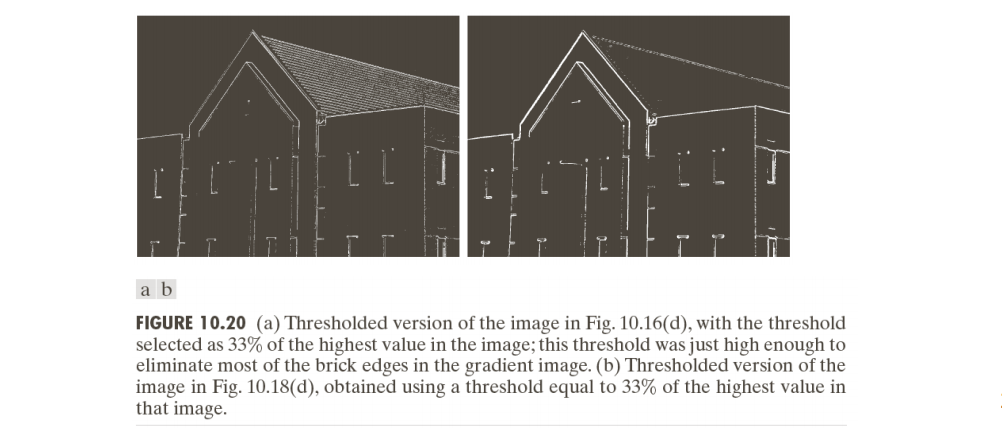 a b
FIGURE 10.20 (a) Thresholded version of the image in Fig. 10.16(d), with the threshold
selected as 33% of the highest value in the image; this threshold was just high enough to
eliminate most of the brick edges in the gradient image. (b) Thresholded version of the
image in Fig. 10.18(d), obtained using a threshold equal to 33% of the highest value in
that image.